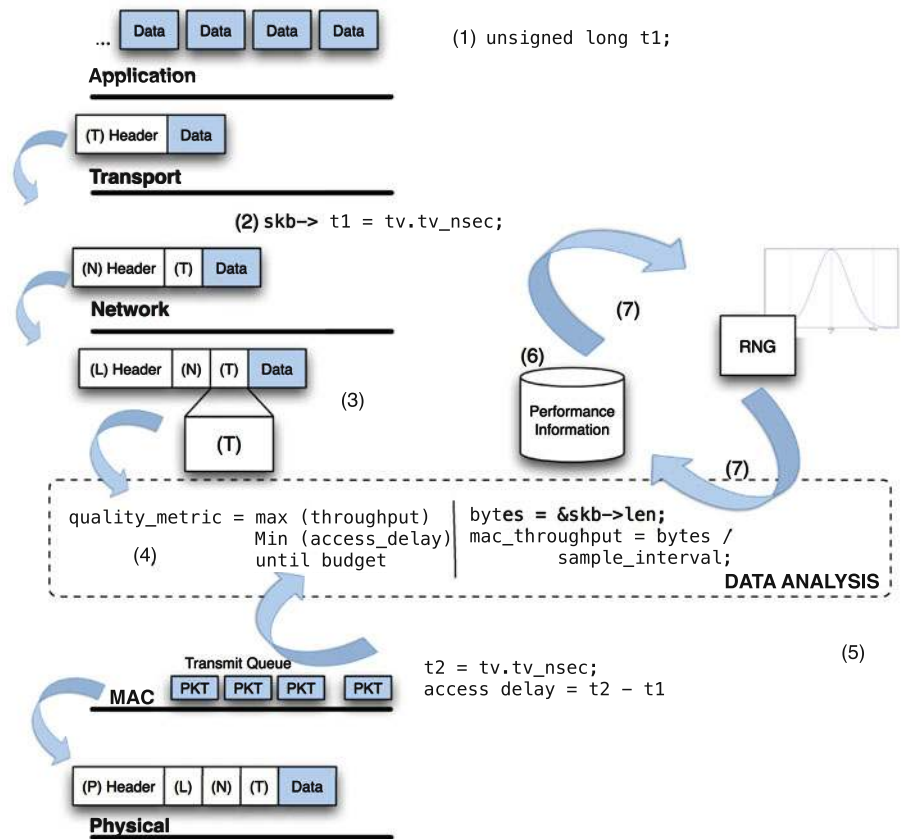 ... Data Data Data Data
(1) unsigned long t1;
Application
(T) Header Data
Transport
(2) skb–> t1 = tv.tv_nsec;
(N) Header (T) Data
Network
(7)
RNG
(L) Header (N) (T) Data
(3)
(6)
Performance
Information
(T)
(7)
quality_metric = max (throughput)
Min (access_delay)
(4)
until budget
bytes = &skb–>len;
mac_throughput = bytes /
sample_interval;
DATA ANALYSIS
(5)
Transmit Queue
PKT PKT PKT PKT
MAC
t2 = tv.tv_nsec;
access delay = t2 – t1
(P) Header (L) (N) (T) Data
Physical